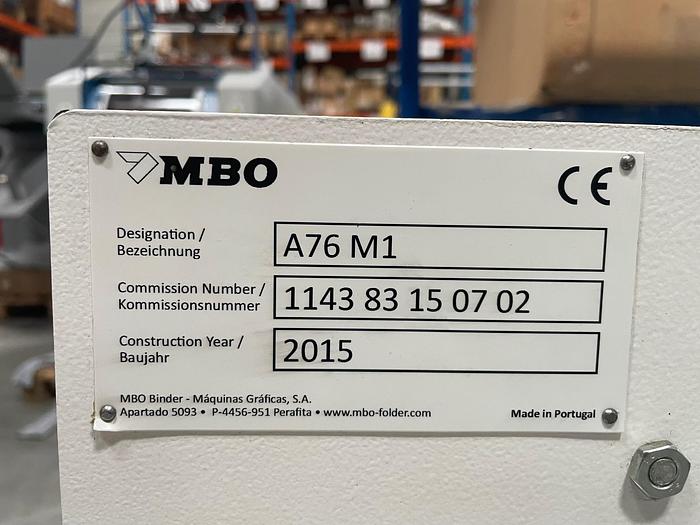 MBO
CE
Designation /
Bezeichnung
A76 M1
Commission Number /
Kommissionsnummer
1143 83 15 07 02
Construction Year /
Baujahr
2015
MBO Binder - Máquinas Gráficas, S.A.
Apartado 5093 • P-4456-951 Perafita • www.mbo-folder.com
Made in Portugal